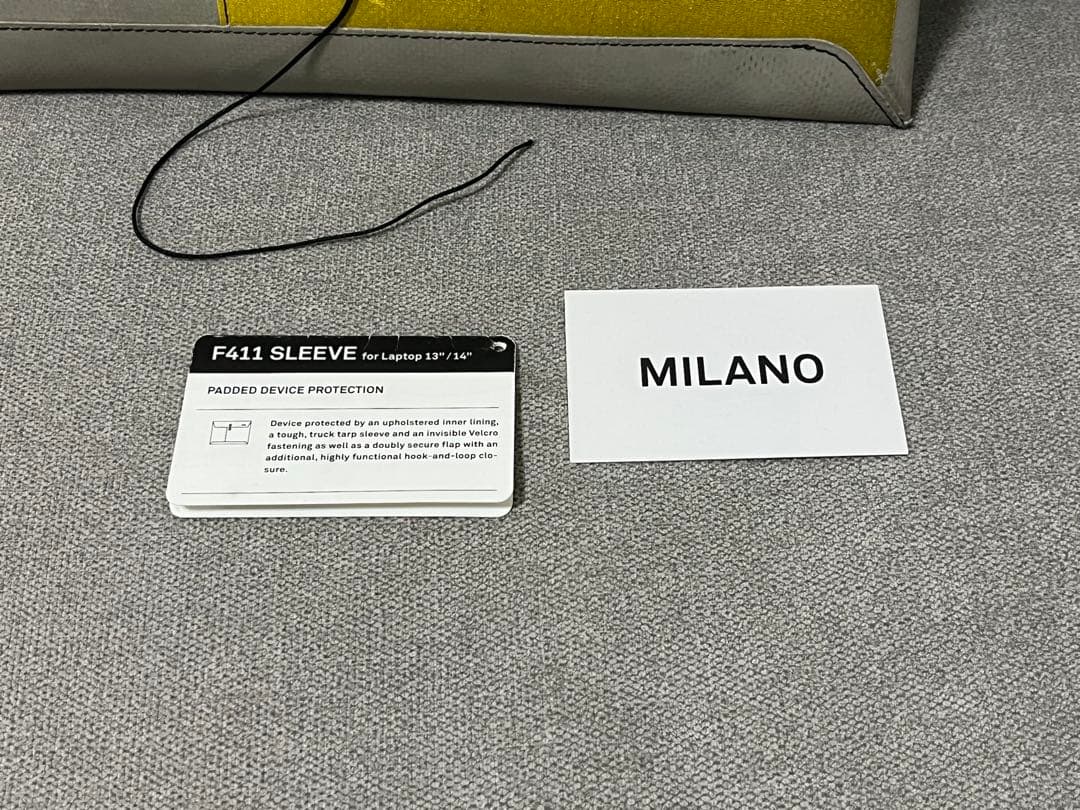 F411 SLEEVE for Laptop 13"/14"
PADDED DEVICE PROTECTION
Device protected by an upholstered inner lining,
a tough, truck tarp sleeve and an invisible Velcro
fastening as well as a doubly secure flap with an
additional, highly functional hook-and-loop clo-
sure.
MILANO